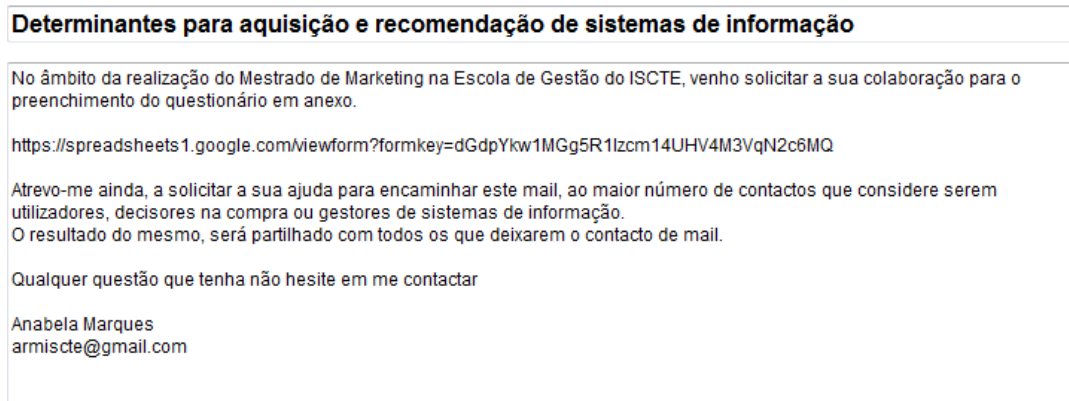 Determinantes para aquisição e recomendação de sistemas de informação
No âmbito da realização do Mestrado de Marketing na Escola de Gestão do ISCTE, venho solicitar a sua colaboração para o
preenchimento do questionário em anexo.
https://spreadsheets1.google.com/viewform?formkey=dGdpYkw1MGg5R1lzcm14UHV4M3VqN2c6MQ
Atrevo-me ainda, a solicitar a sua ajuda para encaminhar este mail, ao maior número de contactos que considere serem
utilizadores, decisores na compra ou gestores de sistemas de informação.
O resultado do mesmo, será partilhado com todos os que deixarem o contacto de mail.
Qualquer questão que tenha não hesite em me contactar
Anabela Marques
armiscte@gmail.com